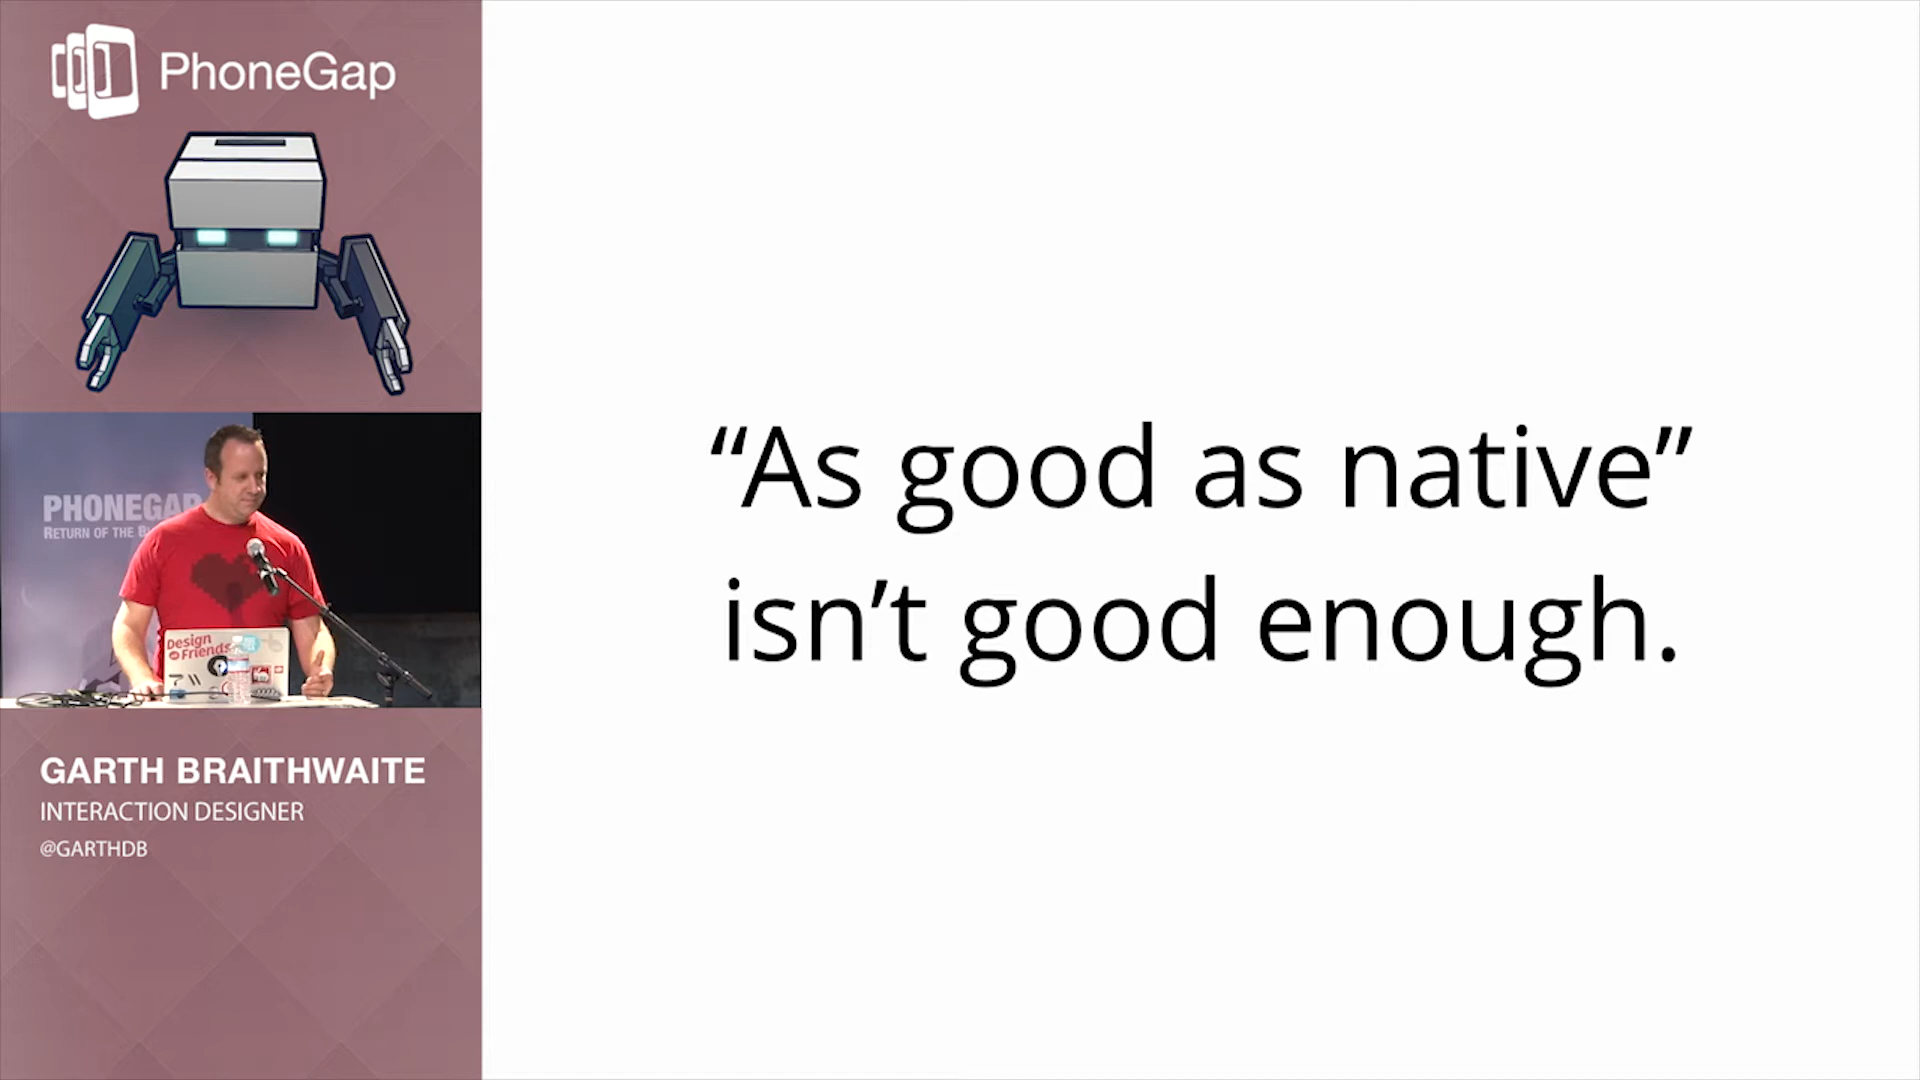 PhoneGap
PHONEGAP
RETURN OF THE
Design
Friends
GARTH BRAITHWAITE
INTERACTION DESIGNER
@GARTHDB
“As good as native”
isn’t good enough.